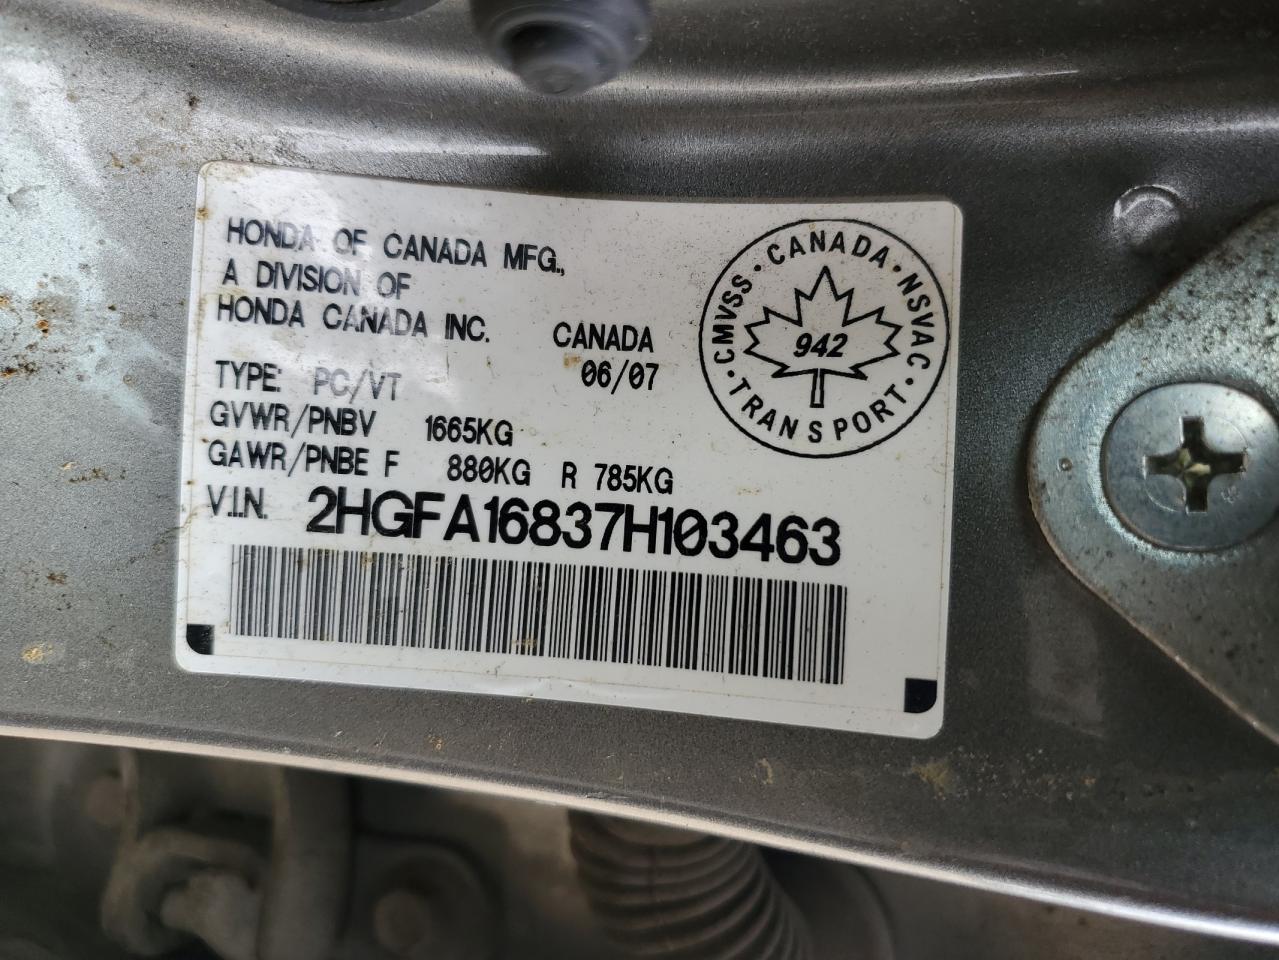 HONDA OF CANADA MFG.,
A DIVISION OF
HONDA CANADA INC.
CANADA
06/07
TYPE: PC/VT
GVWR/PNBV 1665KG
GAWR/PNBE F 880KG R 785KG
V.I.N. 2HGFA16837H103463
CMVSS · CANADA · NSVAC · TRANSPORT ·
942